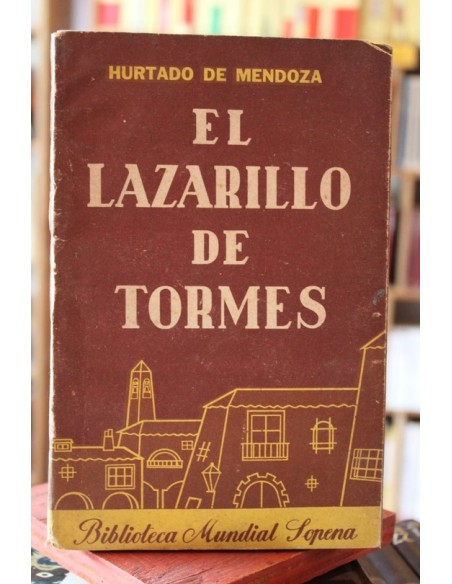 HURTADO DE MENDOZA
EL
LAZARILLO
DE
TORMES
Biblioteca Mundial Sopena